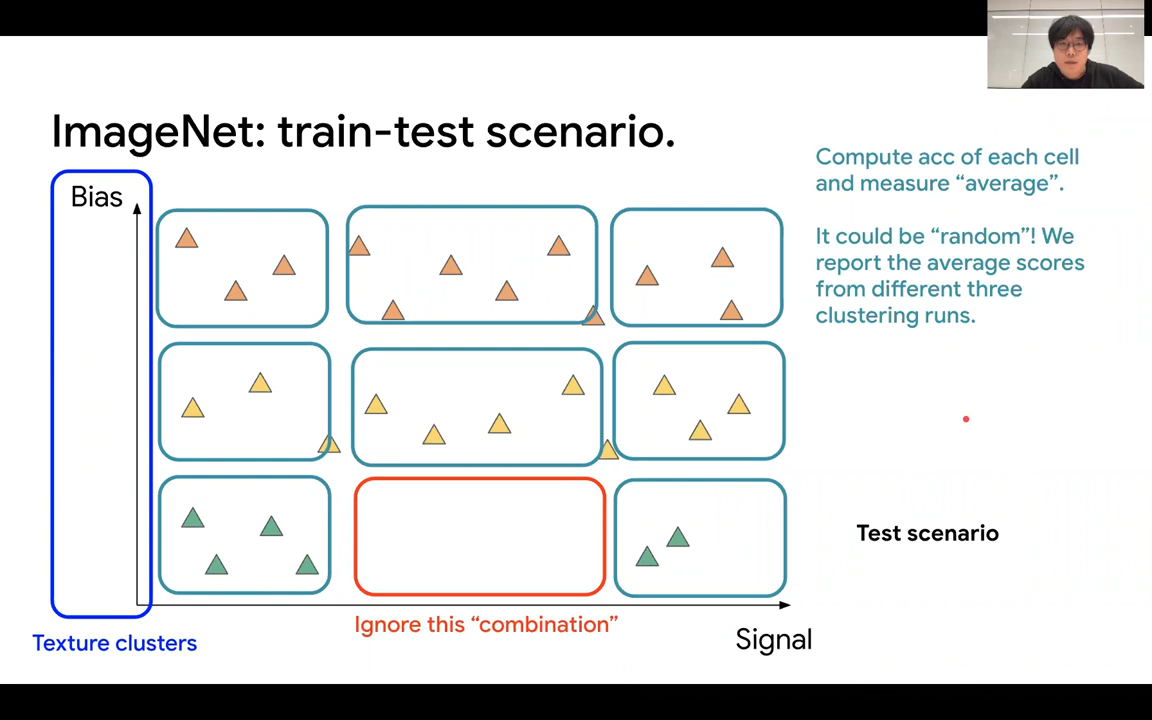 ImageNet: train-test scenario.
Bias
Compute acc of each cell
and measure “average”.
It could be “random”! We
report the average scores
from different three
clustering runs.
Test scenario
Ignore this “combination”
Texture clusters
Signal